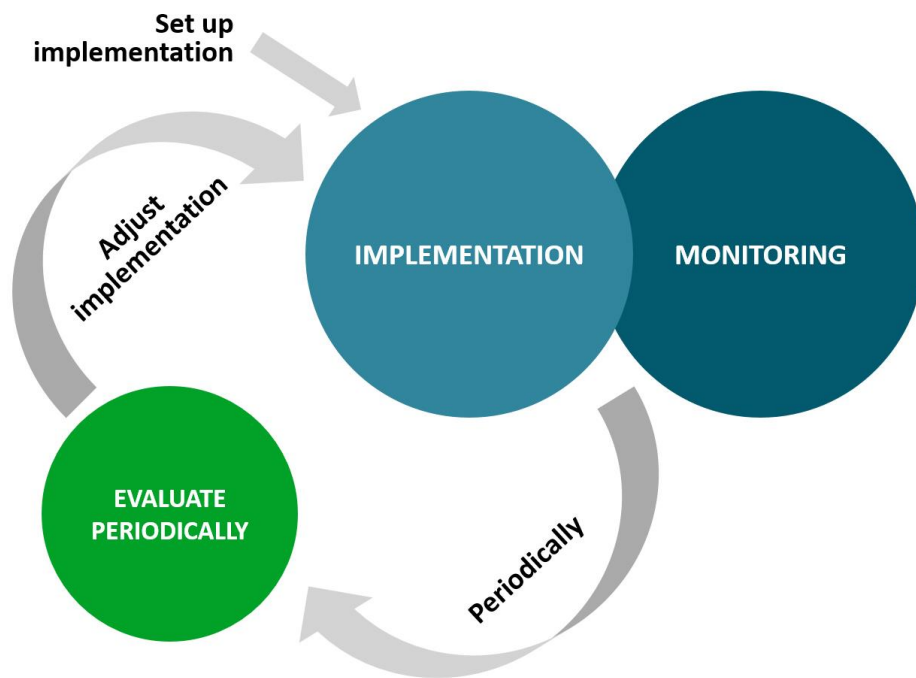 Set up
implementation
Adjust
implementation
IMPLEMENTATION
MONITORING
EVALUATE
PERIODICALLY
Periodically